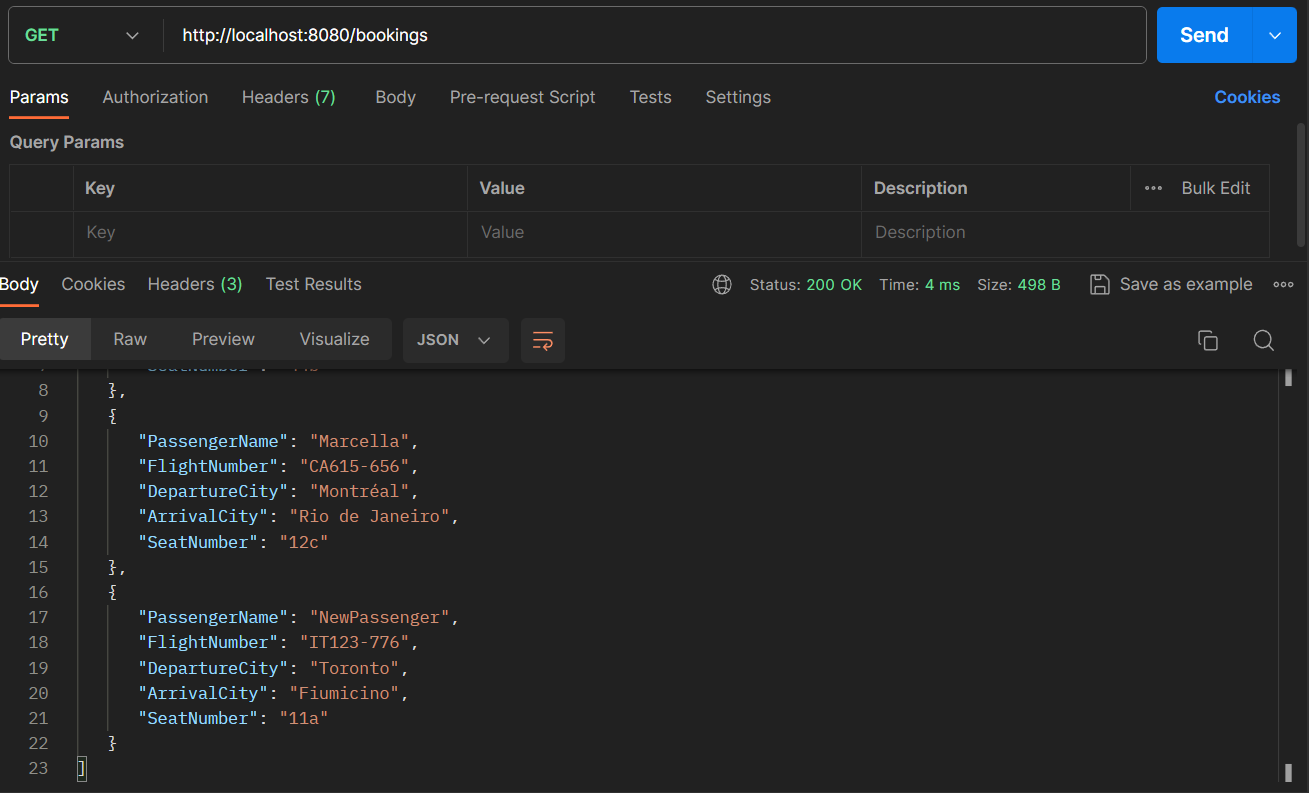 GET http://localhost:8080/bookings Send
Params Authorization Headers (7) Body Pre-request Script Tests Settings Cookies
Query Params
Key Value Description Bulk Edit
Key Value Description
Body Cookies Headers (3) Test Results Status: 200 OK Time: 4 ms Size: 498 B Save as example
Pretty Raw Preview Visualize JSON
8 },
9 {
10 "PassengerName": "Marcella",
11 "FlightNumber": "CA615-656",
12 "DepartureCity": "Montréal",
13 "ArrivalCity": "Rio de Janeiro",
14 "SeatNumber": "12c"
15 },
16 {
17 "PassengerName": "NewPassenger",
18 "FlightNumber": "IT123-776",
19 "DepartureCity": "Toronto",
20 "ArrivalCity": "Fiumicino",
21 "SeatNumber": "11a"
22 }
23 ]